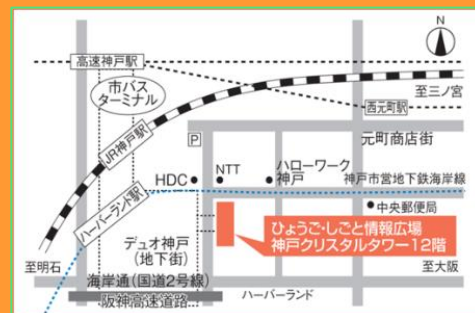 N
高速神戸駅
至三ノ宮
市バス
ターミナル
西元町駅
JR神戸駅
P
元町商店街
HDC
NTT
ハローワーク
神戸
神戸市営地下鉄海岸線
ハーバーランド駅
中央郵便局
ひょうご・しごと情報広場
神戸クリスタルタワー12階
デュオ神戸
(地下街)
至明石
至大阪
海岸通(国道2号線)
ハーバーランド
阪神高速道路